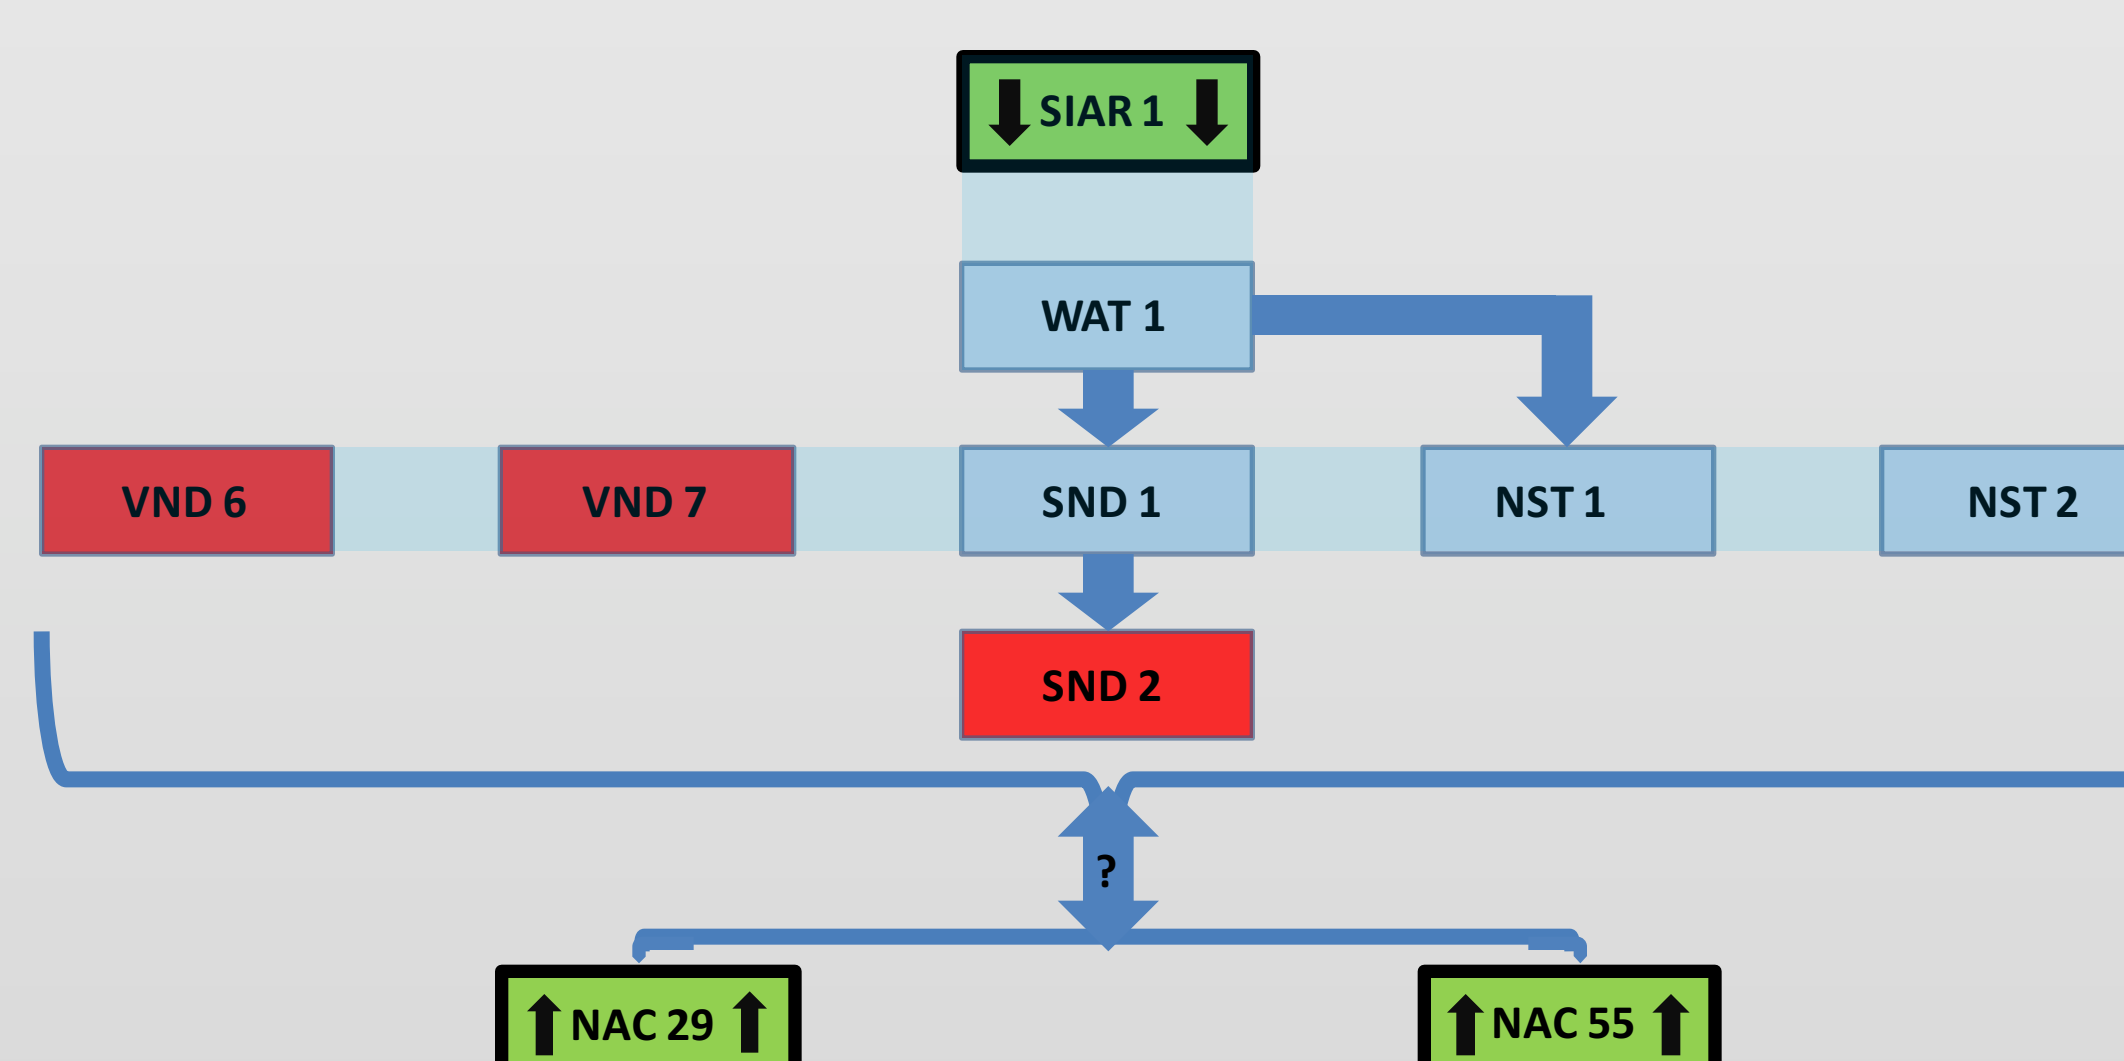 SIAR 1
WAT 1
VND 6
VND 7
SND 1
NST 1
NST 2
SND 2
?
NAC 29
NAC 55